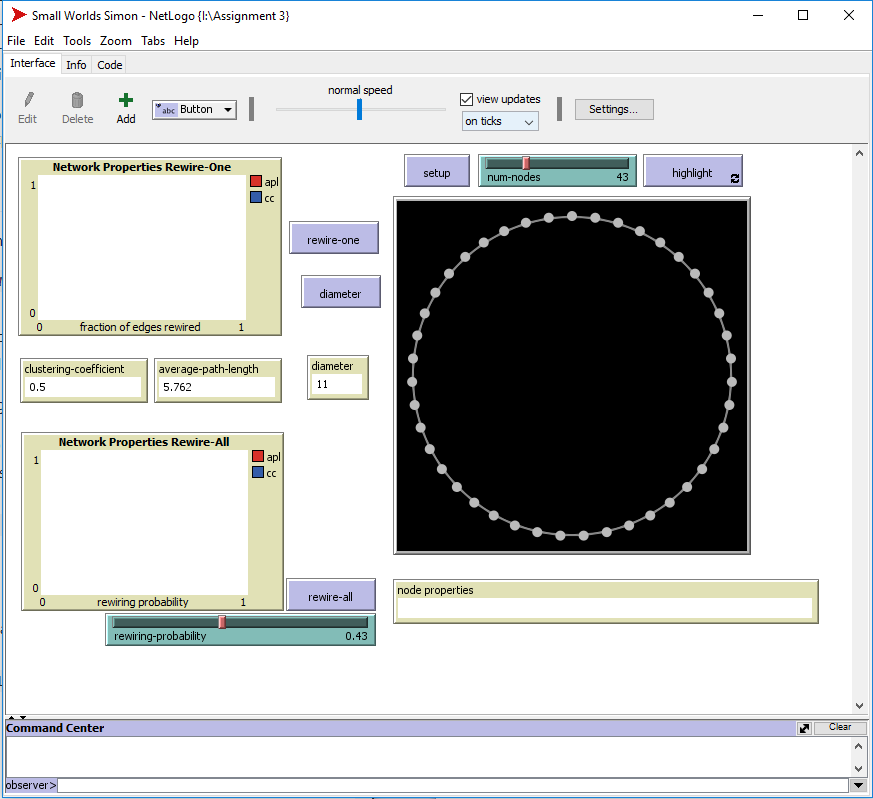 Small Worlds Simon - NetLogo {I:\Assignment 3}
File Edit Tools Zoom Tabs Help
Interface Info Code
Edit Delete Add abc Button normal speed view updates on ticks Settings...
Network Properties Rewire-One
1
apl
cc
0
0 fraction of edges rewired 1
setup
num-nodes 43
highlight
rewire-one
diameter
clustering-coefficient
0.5
average-path-length
5.762
diameter
11
Network Properties Rewire-All
1
apl
cc
0
0 rewiring probability 1
rewire-all
rewiring-probability 0.43
node properties
Command Center Clear
observer>